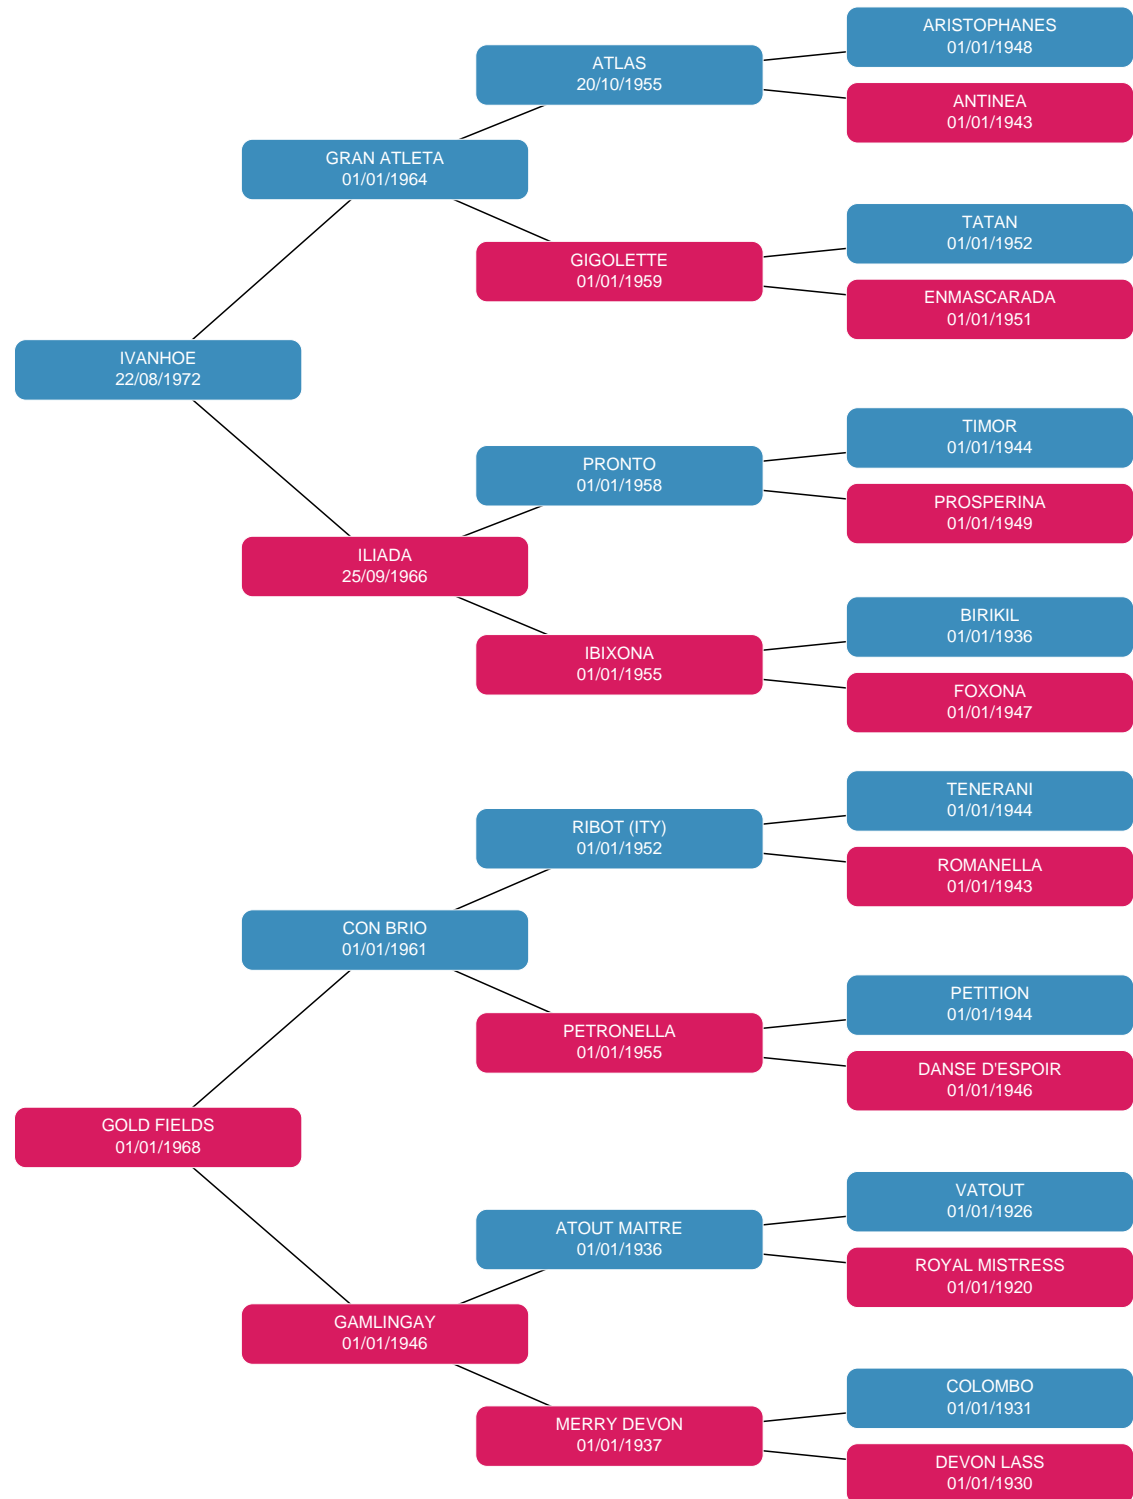 ARISTOPHANES
01/01/1948
ATLAS
20/10/1955
ANTINEA
01/01/1943
GRAN ATLETA
01/01/1964
TATAN
01/01/1952
GIGOLETTE
01/01/1959
ENMASCARADA
01/01/1951
IVANHOE
22/08/1972
TIMOR
01/01/1944
PRONTO
01/01/1958
PROSPERINA
01/01/1949
ILIADA
25/09/1966
BIRIKIL
01/01/1936
IBIXONA
01/01/1955
FOXONA
01/01/1947
TENERANI
01/01/1944
RIBOT (ITY)
01/01/1952
ROMANELLA
01/01/1943
CON BRIO
01/01/1961
PETITION
01/01/1944
PETRONELLA
01/01/1955
DANSE D'ESPOIR
01/01/1946
GOLD FIELDS
01/01/1968
VATOUT
01/01/1926
ATOUT MAITRE
01/01/1936
ROYAL MISTRESS
01/01/1920
GAMLINGAY
01/01/1946
COLOMBO
01/01/1931
MERRY DEVON
01/01/1937
DEVON LASS
01/01/1930